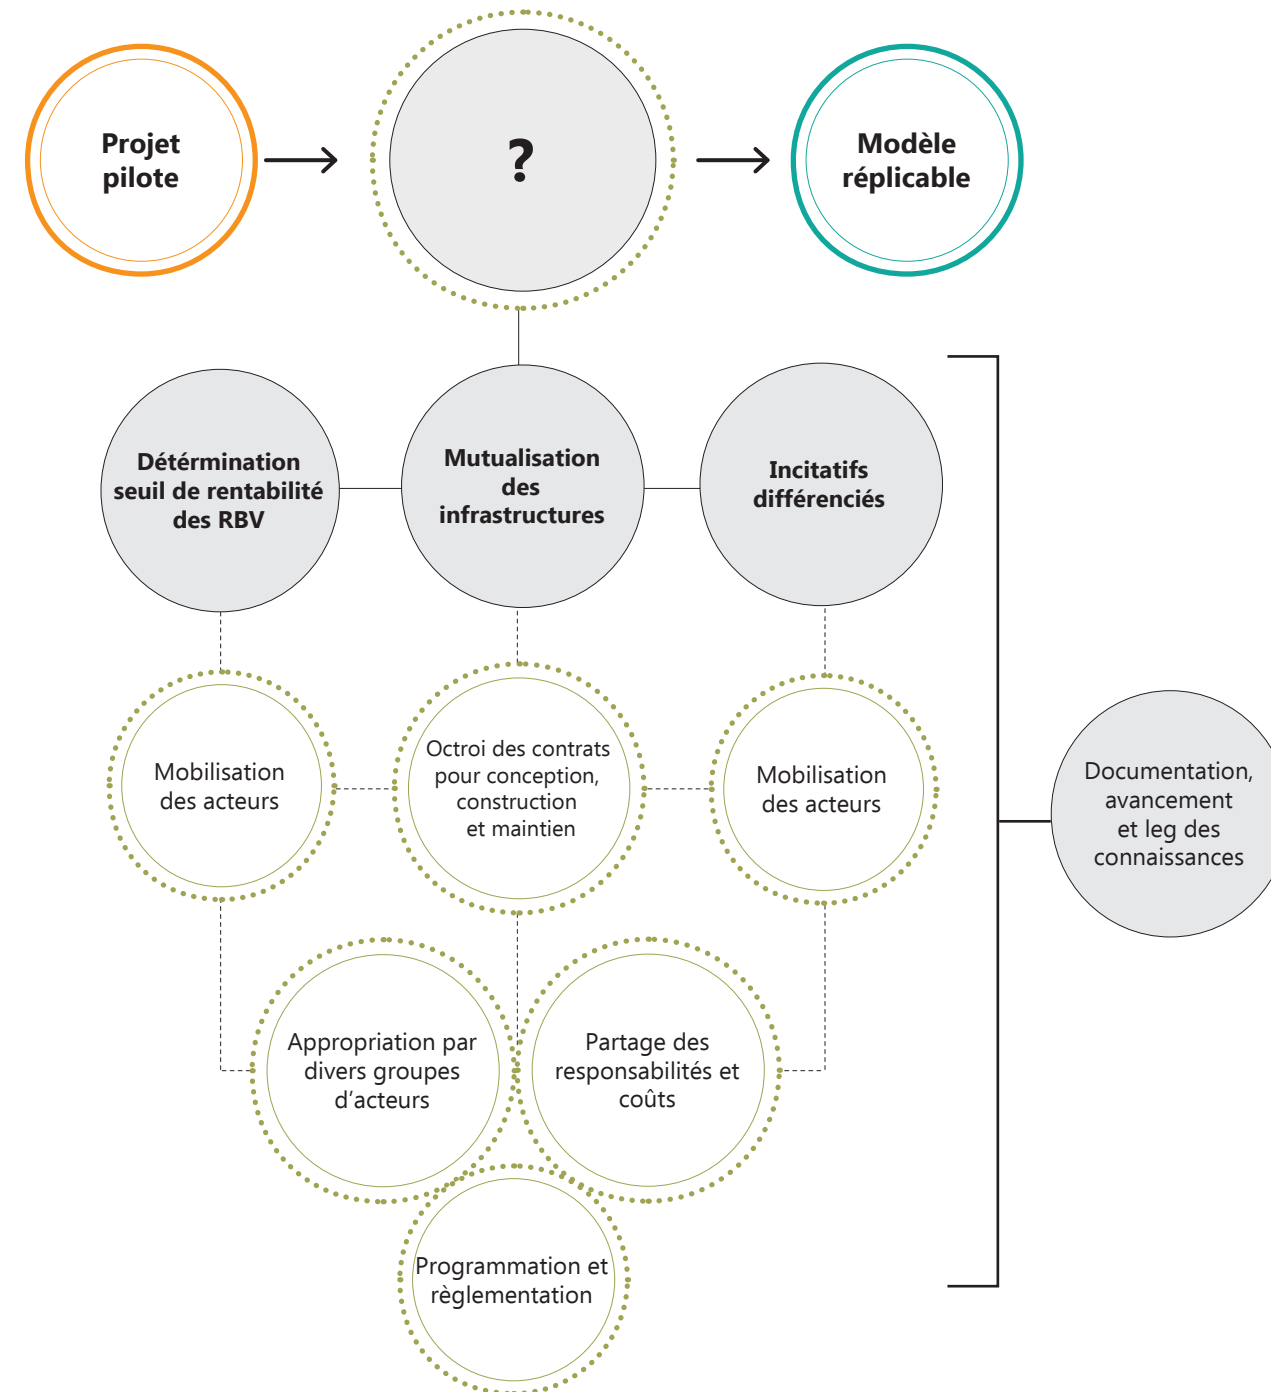 Projet
pilote
?
Modèle
réplicable
Détérmination
seuil de rentabilité
des RBV
Mutualisation
des
infrastructures
Incitatifs
différenciés
Mobilisation
des acteurs
Octroi des contrats
pour conception,
construction
et maintien
Mobilisation
des acteurs
Documentation,
avancement
et leg des
connaissances
Appropriation par
divers groupes
d’acteurs
Partage des
responsabilités et
coûts
Programmation et
règlementation